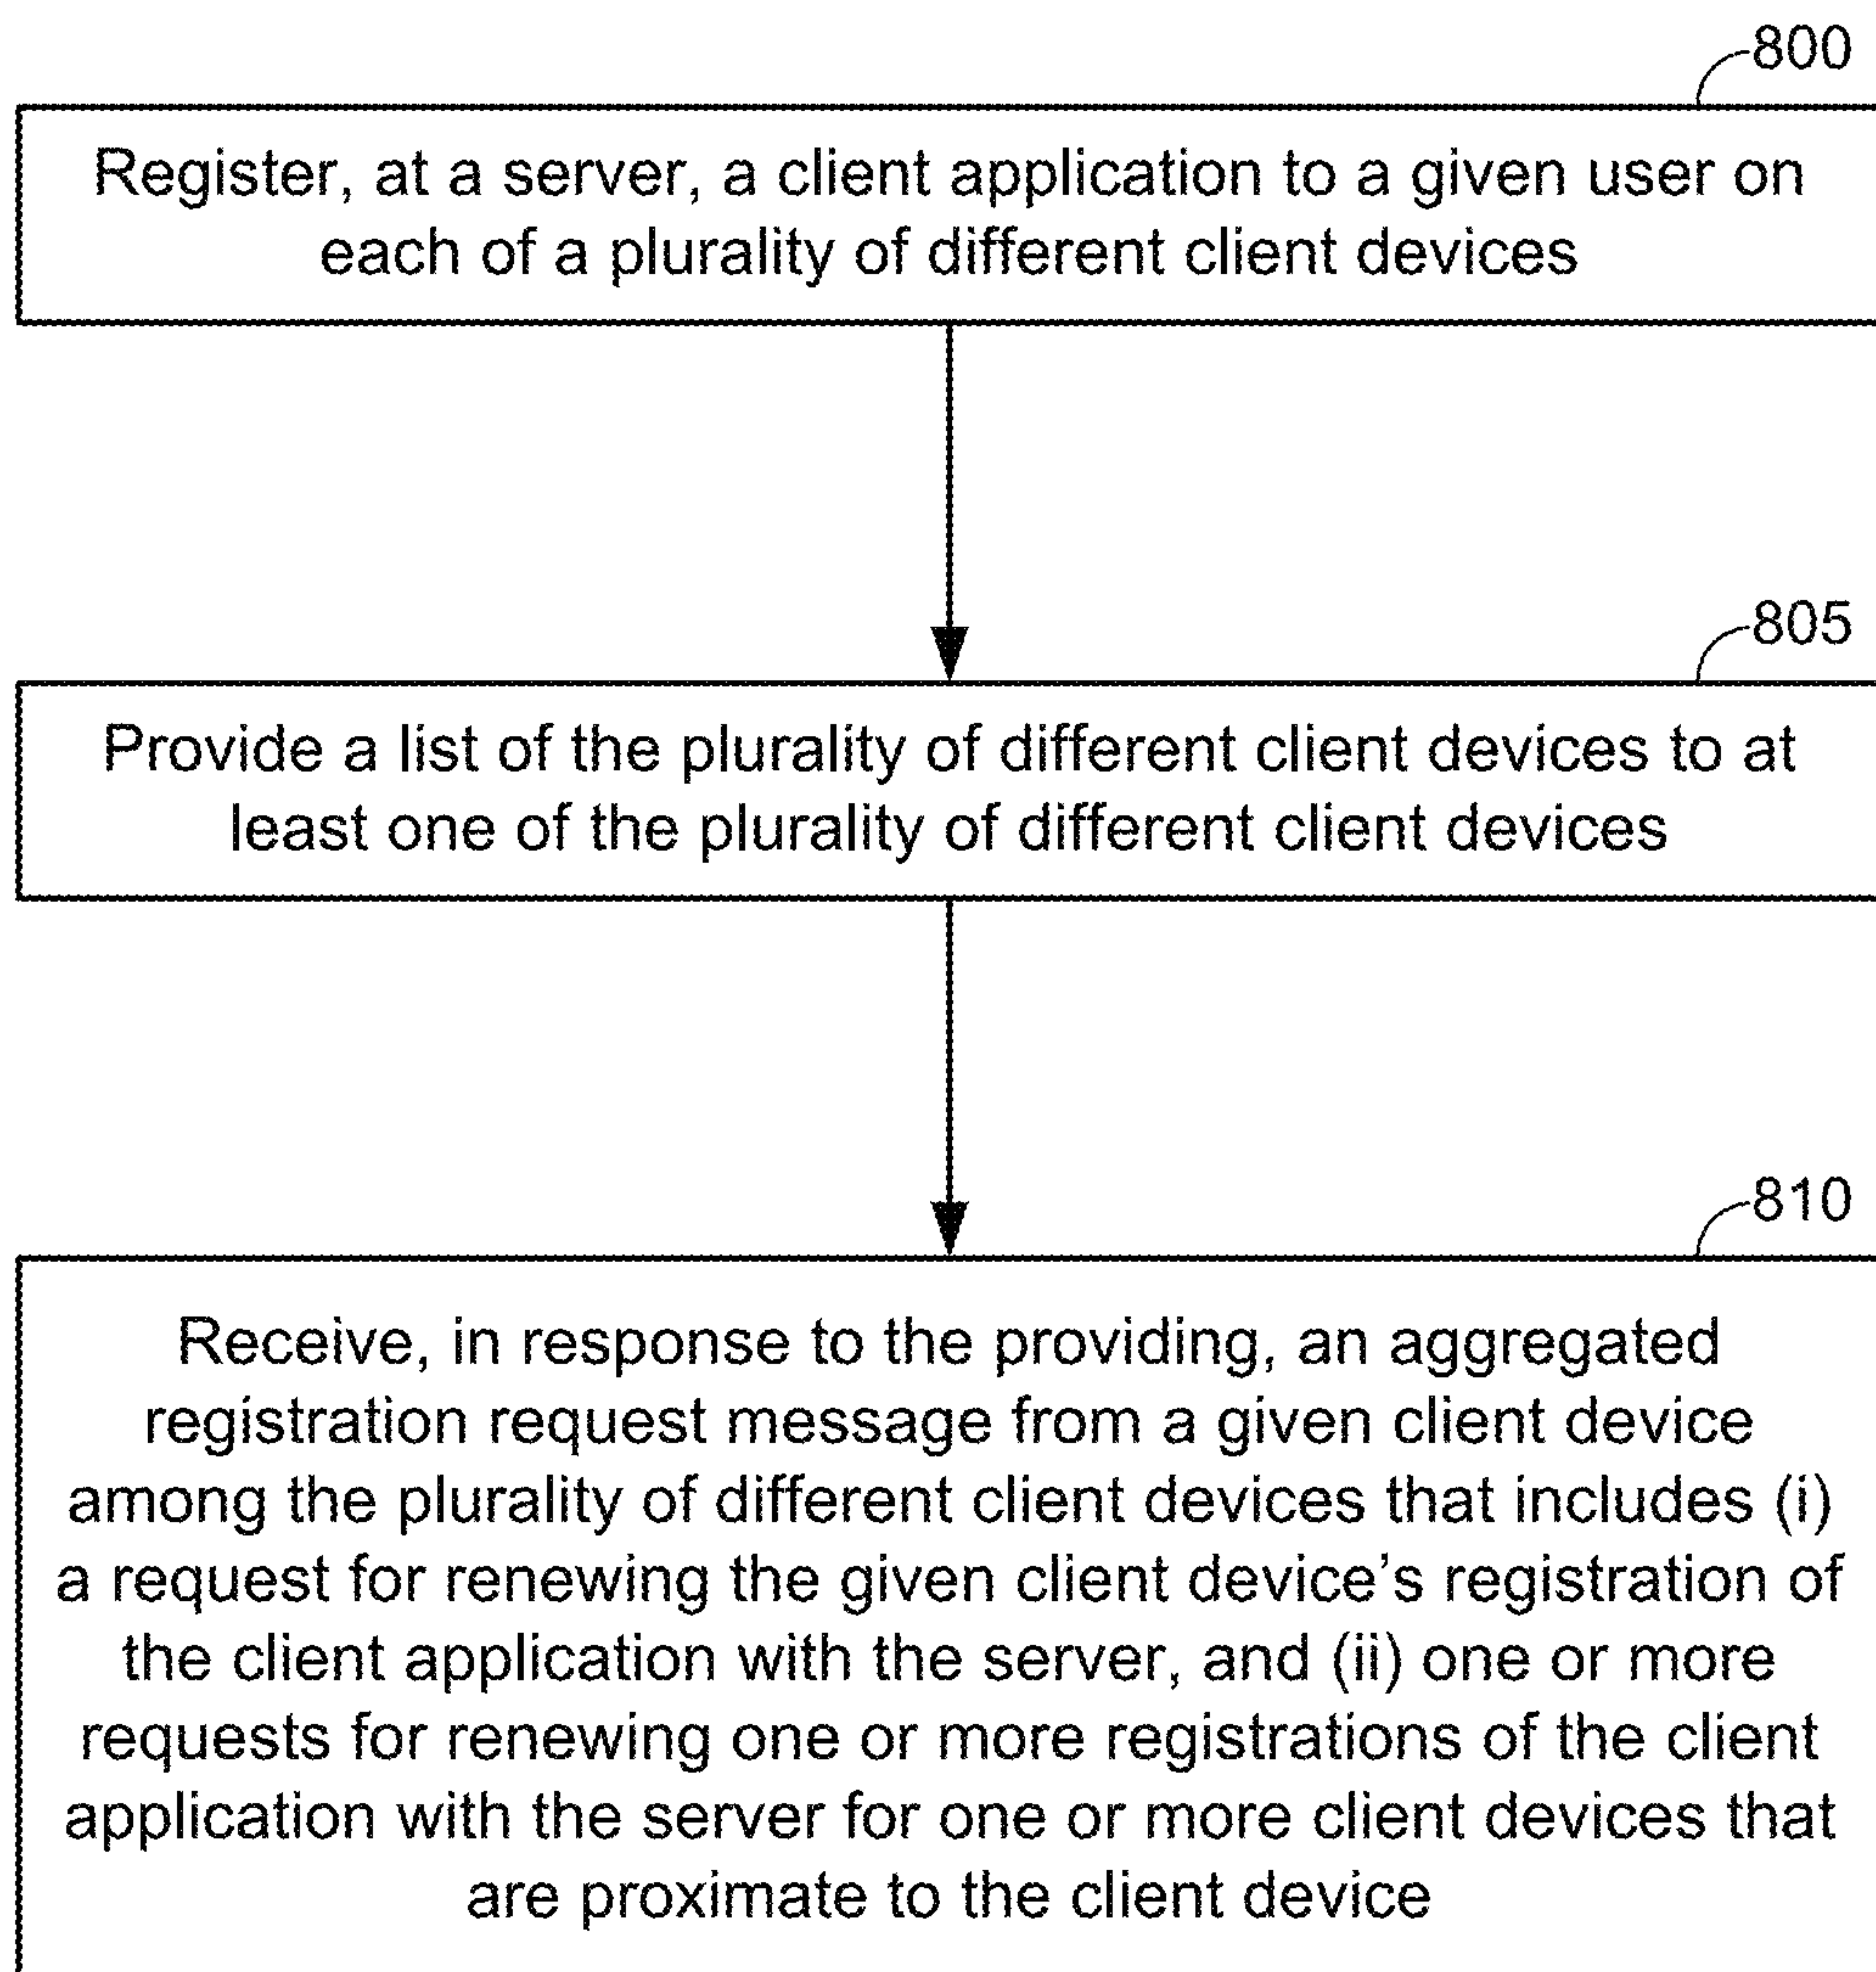 800
Register, at a server, a client application to a given user on
each of a plurality of different client devices
805
Provide a list of the plurality of different client devices to at
least one of the plurality of different client devices
810
Receive, in response to the providing, an aggregated
registration request message from a given client device
among the plurality of different client devices that includes (i)
a request for renewing the given client device’s registration of
the client application with the server, and (ii) one or more
requests for renewing one or more registrations of the client
application with the server for one or more client devices that
are proximate to the client device